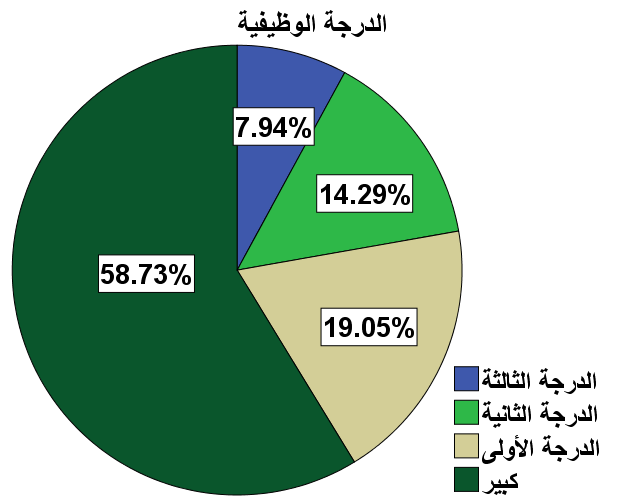 الدرجة الوظيفية
7.94%
14.29%
58.73%
19.05%
الدرجة الثالثة
الدرجة الثانية
الدرجة الأولى
كبير